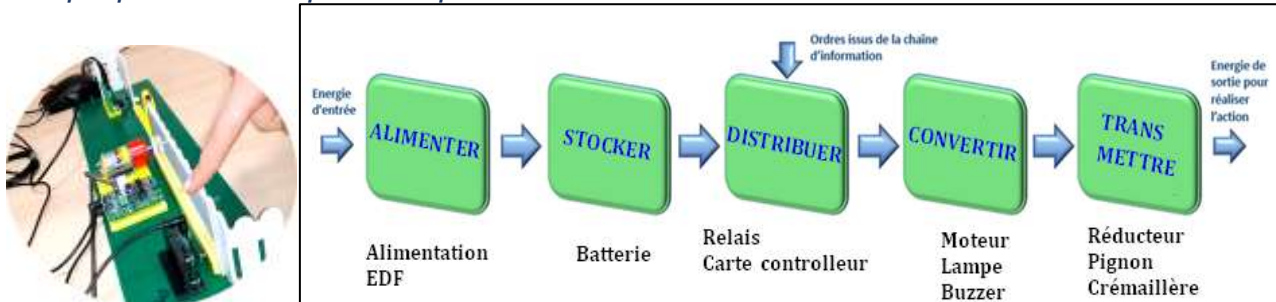 Ordres issus de la chaîne
d'information
Energie
d'entrée
ALIMENTER
STOCKER
DISTRIBUER
CONVERTIR
TRANS
METTRE
Energie de
sortie pour
réaliser
l'action
Alimentation
EDF
Batterie
Relais
Carte controlleur
Moteur
Lampe
Buzzer
Réducteur
Pignon
Crémaillère